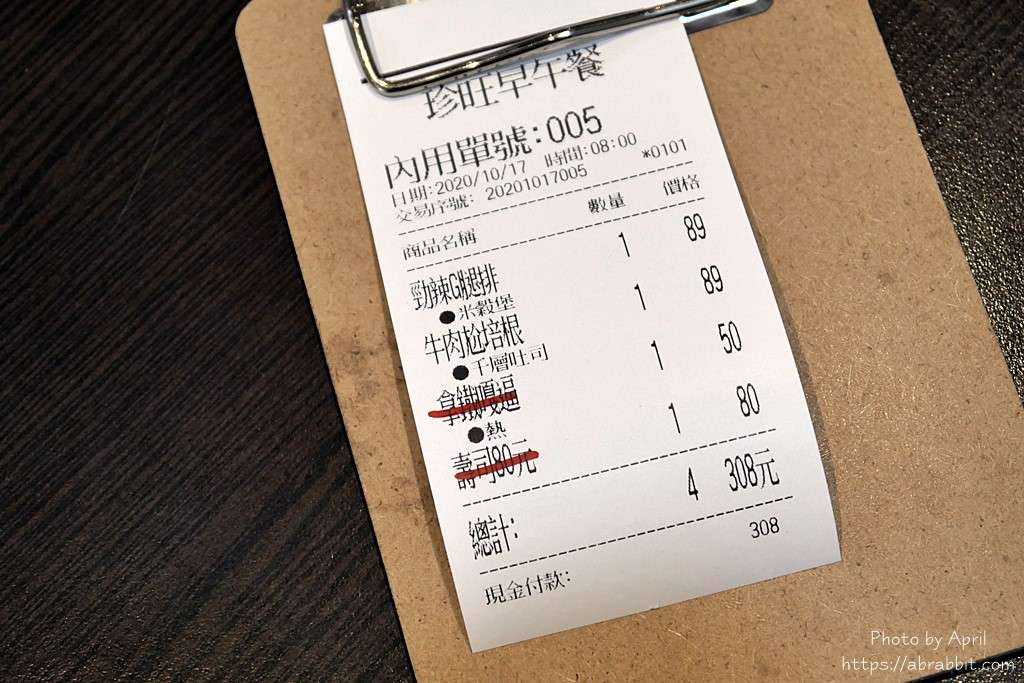 珍旺早午餐
內用單號:005
日期:2020/10/17 時間:08:00
交易序號: 20201017005 *0101
商品名稱 數量 價格
勁辣G腿排 1 89
●米穀堡
牛肉尬培根 1 89
●千層吐司
拿鐵嘎逼 1 50
●熱
壽司80元 1 80
總計: 4 308元
現金付款: 308
Photo by April
https://abrabbit.com